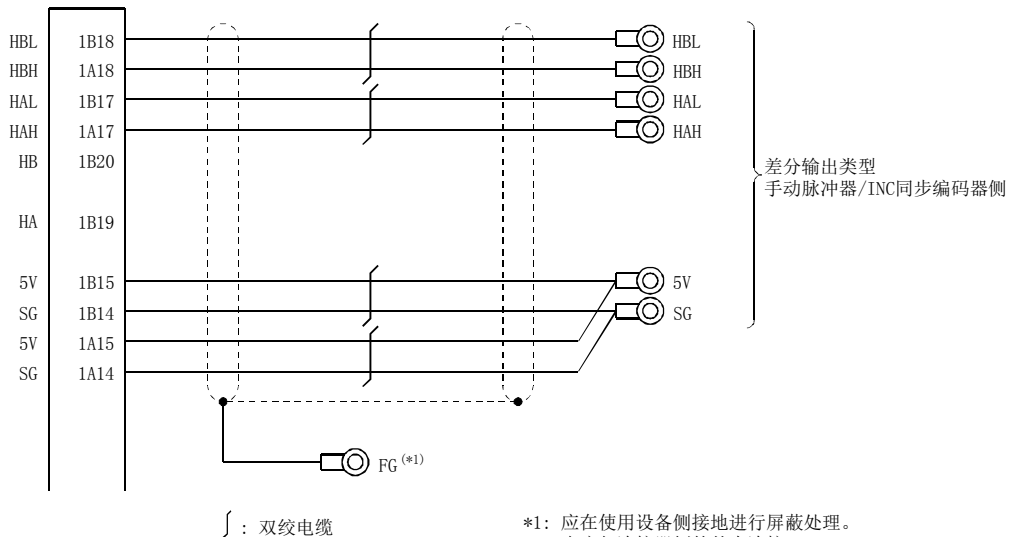 HBL 1B18 HBL
HBH 1A18 HBH
HAL 1B17 HAL
HAH 1A17 HAH
HB 1B20
差分输出类型
手动脉冲器/INC同步编码器侧
HA 1B19
5V 1B15 5V
SG 1B14 SG
5V 1A15
SG 1A14
FG(*1)
: 双绞电缆
*1: 应在使用设备侧接地进行屏蔽处理。